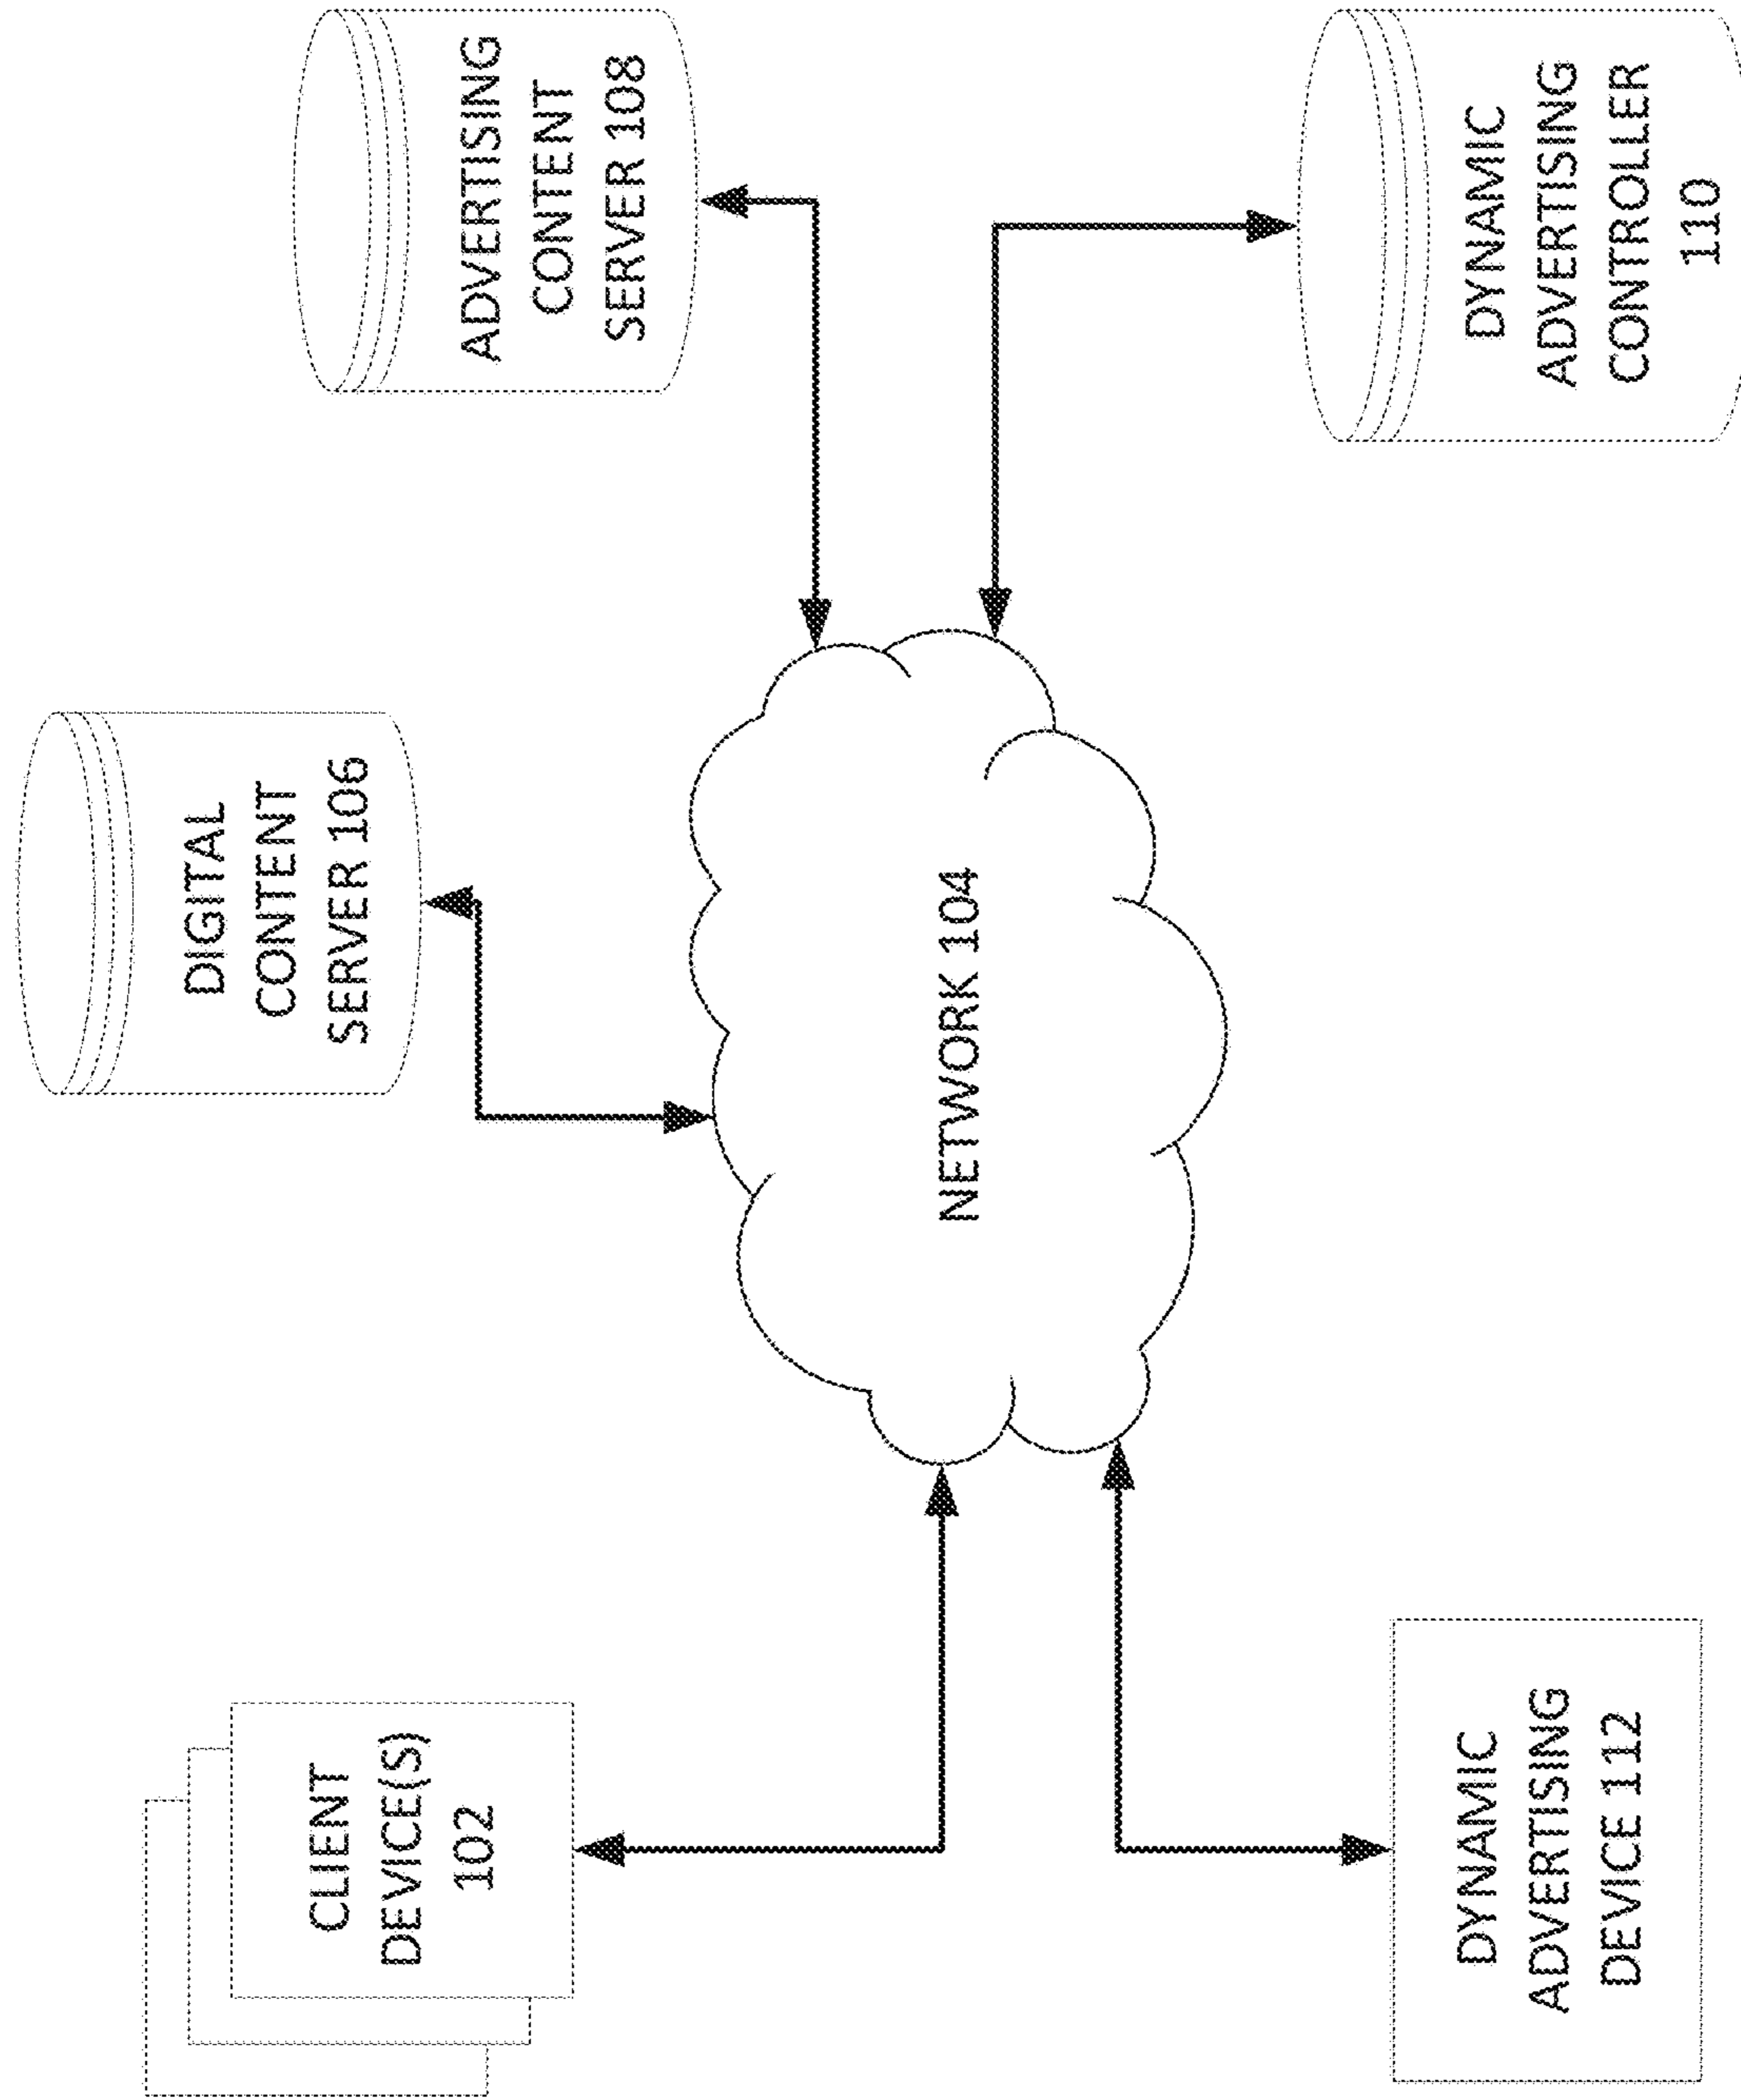 DIGITAL
CONTENT
SERVER 106
CLIENT
DEVICE(S)
102
ADVERTISING
CONTENT
SERVER 108
NETWORK 104
DYNAMIC
ADVERTISING
DEVICE 112
DYNAMIC
ADVERTISING
CONTROLLER
110